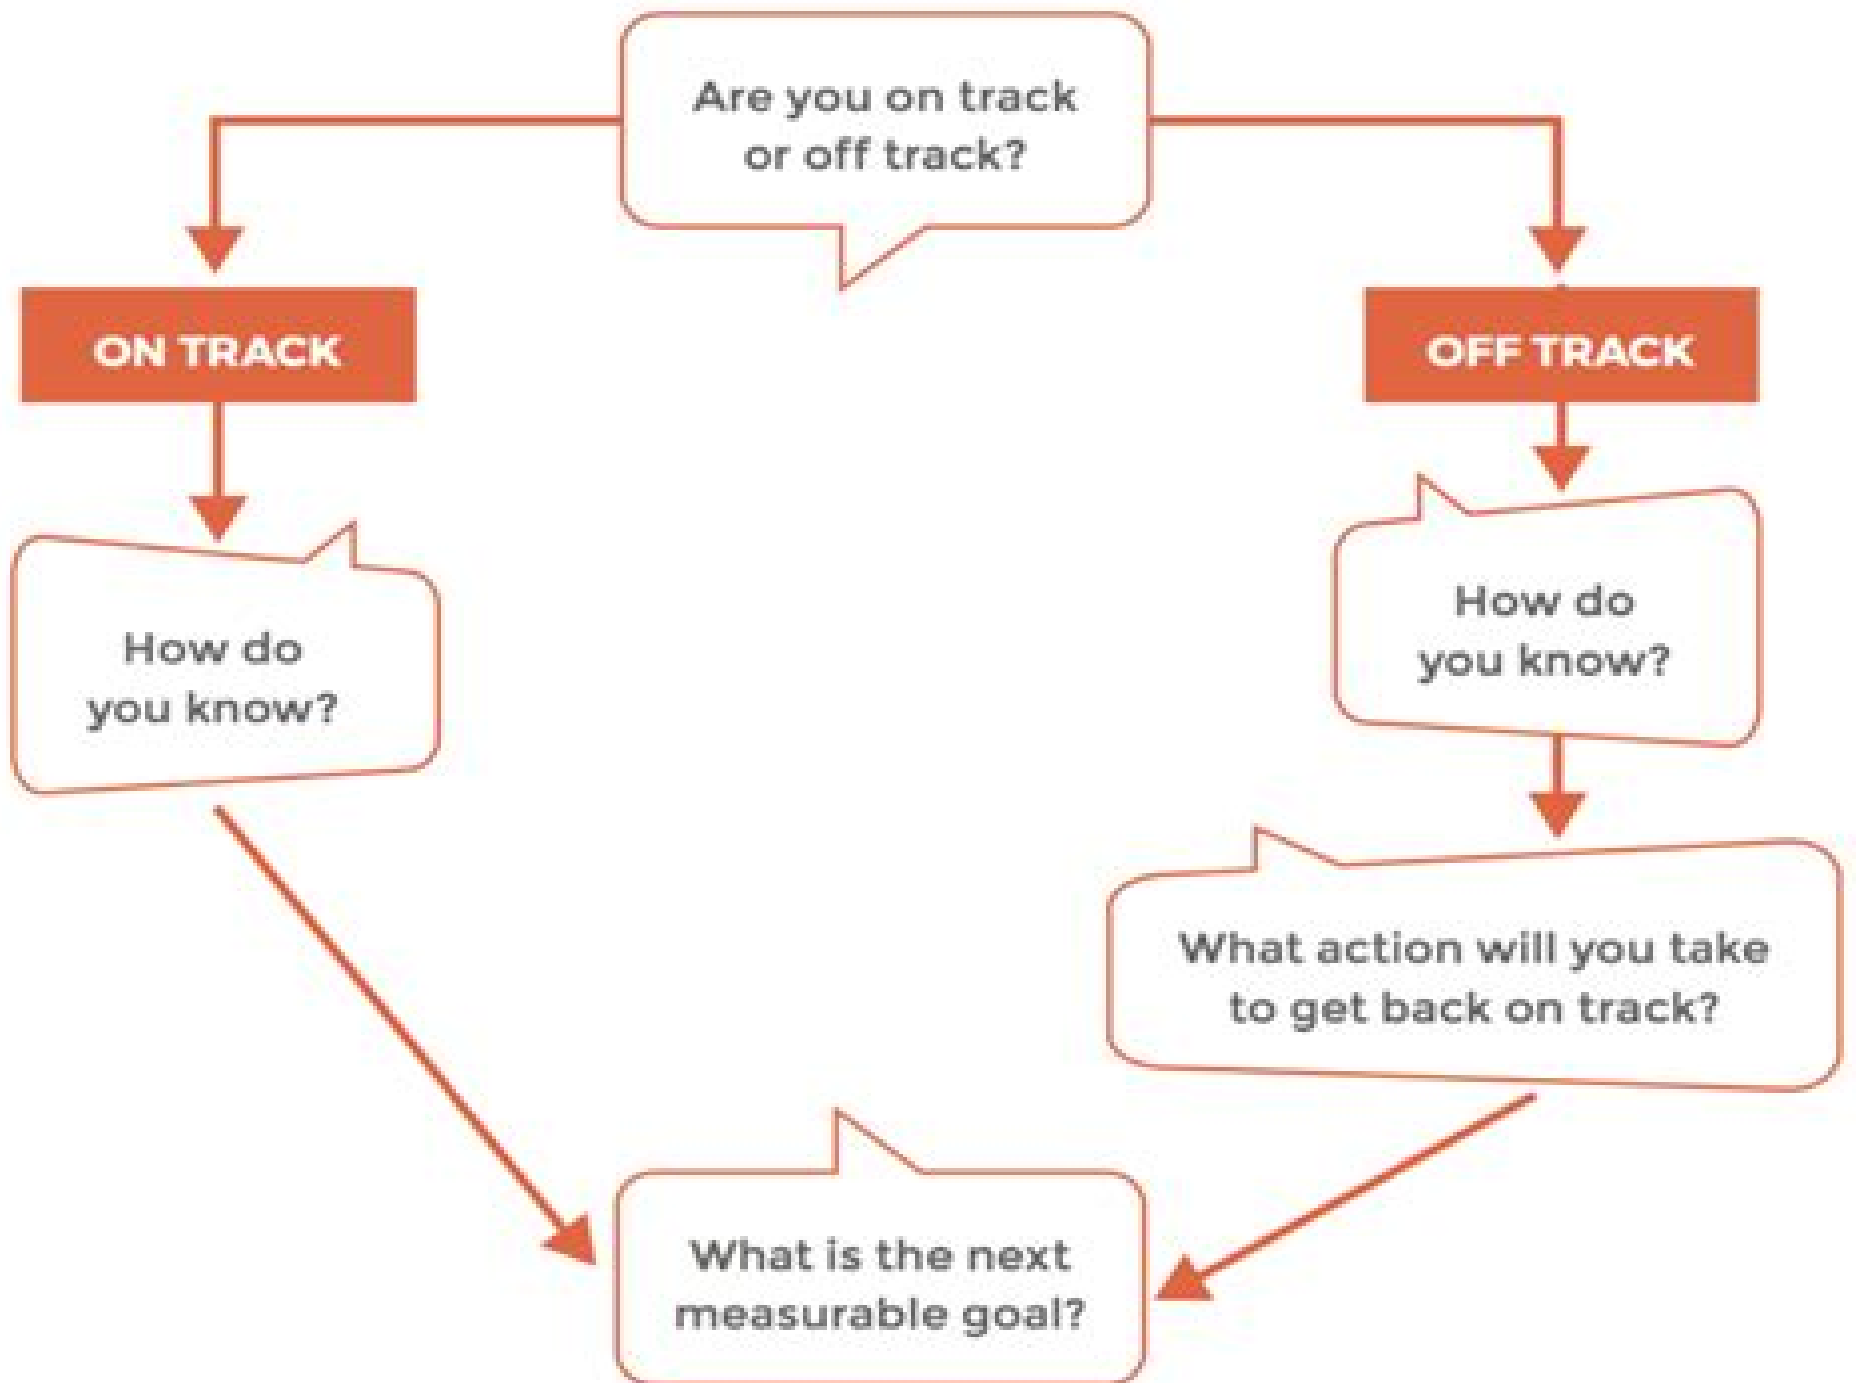 Are you on track
or off track?
ON TRACK
OFF TRACK
How do
you know?
How do
you know?
What action will you take
to get back on track?
What is the next
measurable goal?